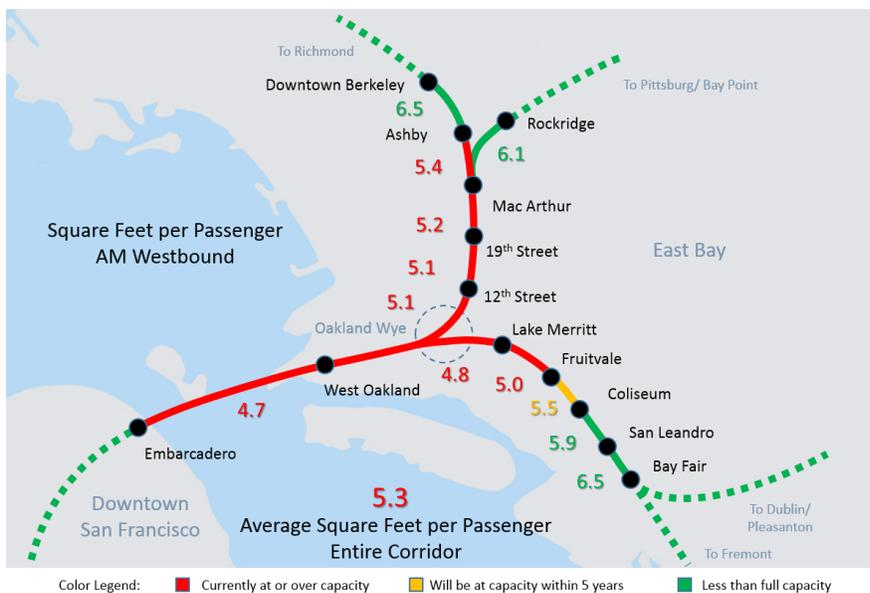 To Richmond
To Pittsburg/ Bay Point
Downtown Berkeley
6.5
Rockridge
Ashby
6.1
5.4
Mac Arthur
Square Feet per Passenger
AM Westbound
5.2
19th Street
East Bay
5.1
12th Street
5.1
Oakland Wye
Lake Merritt
Fruitvale
4.8
5.0
West Oakland
Coliseum
4.7
5.5
San Leandro
5.9
Embarcadero
Bay Fair
6.5
5.3
Average Square Feet per Passenger
Entire Corridor
Downtown
San Francisco
To Dublin/
Pleasanton
To Fremont
Color Legend: Currently at or over capacity Will be at capacity within 5 years Less than full capacity